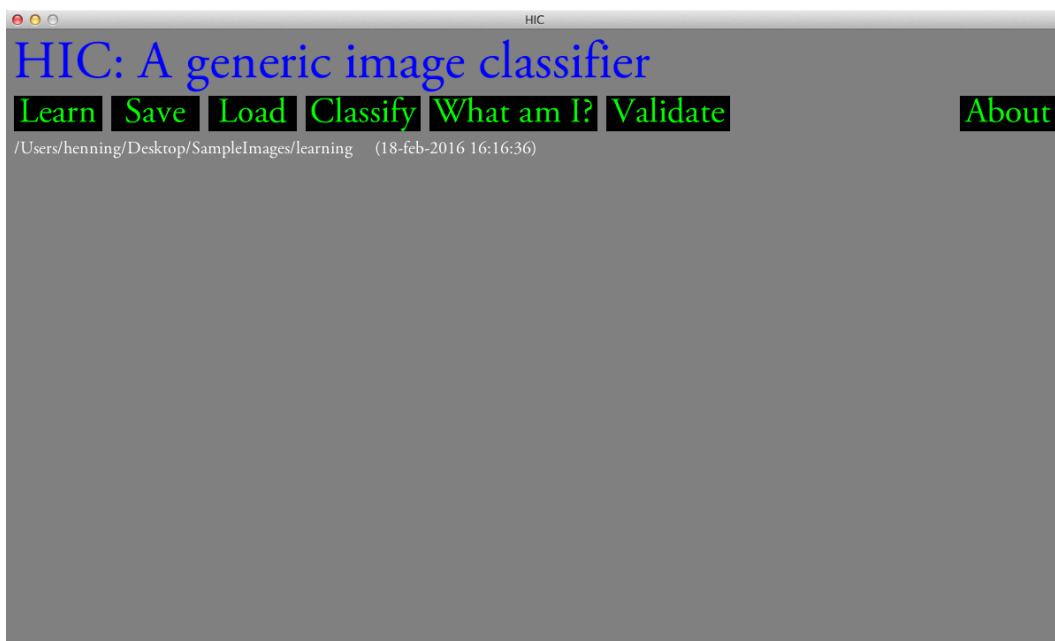 HIC
HIC: A generic image classifier
Learn Save Load Classify What am I? Validate About
/Users/henning/Desktop/SampleImages/learning (18-feb-2016 16:16:36)